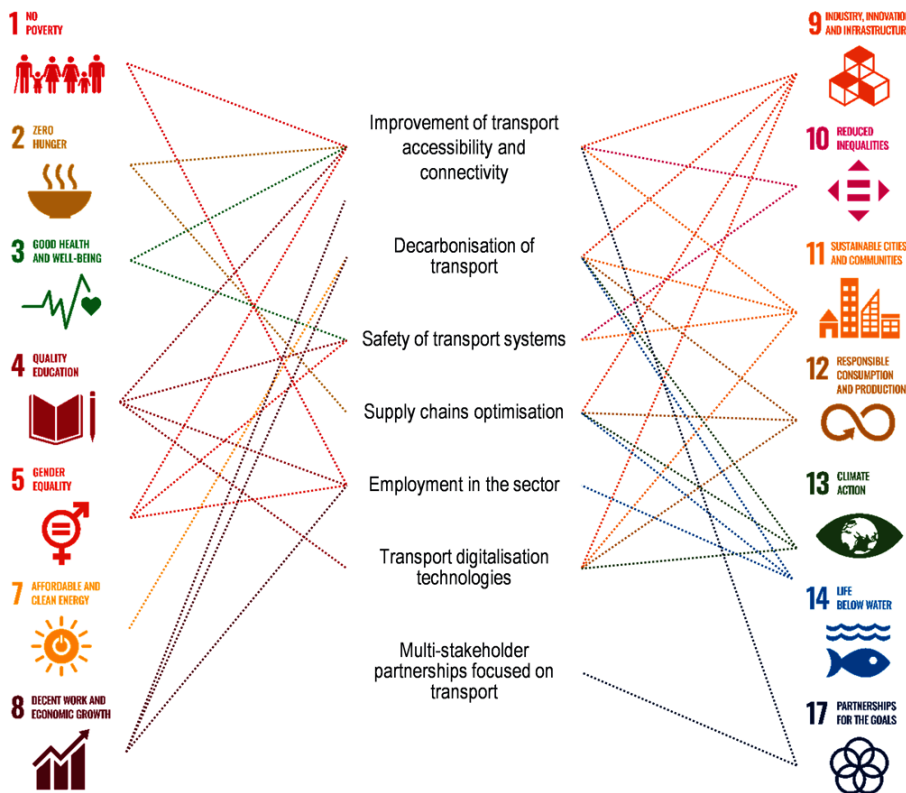 1 NO
POVERTY
2 ZERO
HUNGER
3 GOOD HEALTH
AND WELL-BEING
4 QUALITY
EDUCATION
5 GENDER
EQUALITY
7 AFFORDABLE AND
CLEAN ENERGY
8 DECENT WORK AND
ECONOMIC GROWTH
Improvement of transport
accessibility and
connectivity
Decarbonisation of
transport
Safety of transport systems
Supply chains optimisation
Employment in the sector
Transport digitalisation
technologies
Multi-stakeholder
partnerships focused on
transport
9 INDUSTRY, INNOVATION
AND INFRASTRUCTURE
10 REDUCED
INEQUALITIES
11 SUSTAINABLE CITIES
AND COMMUNITIES
12 RESPONSIBLE
CONSUMPTION
AND PRODUCTION
13 CLIMATE
ACTION
14 LIFE
BELOW WATER
17 PARTNERSHIPS
FOR THE GOALS